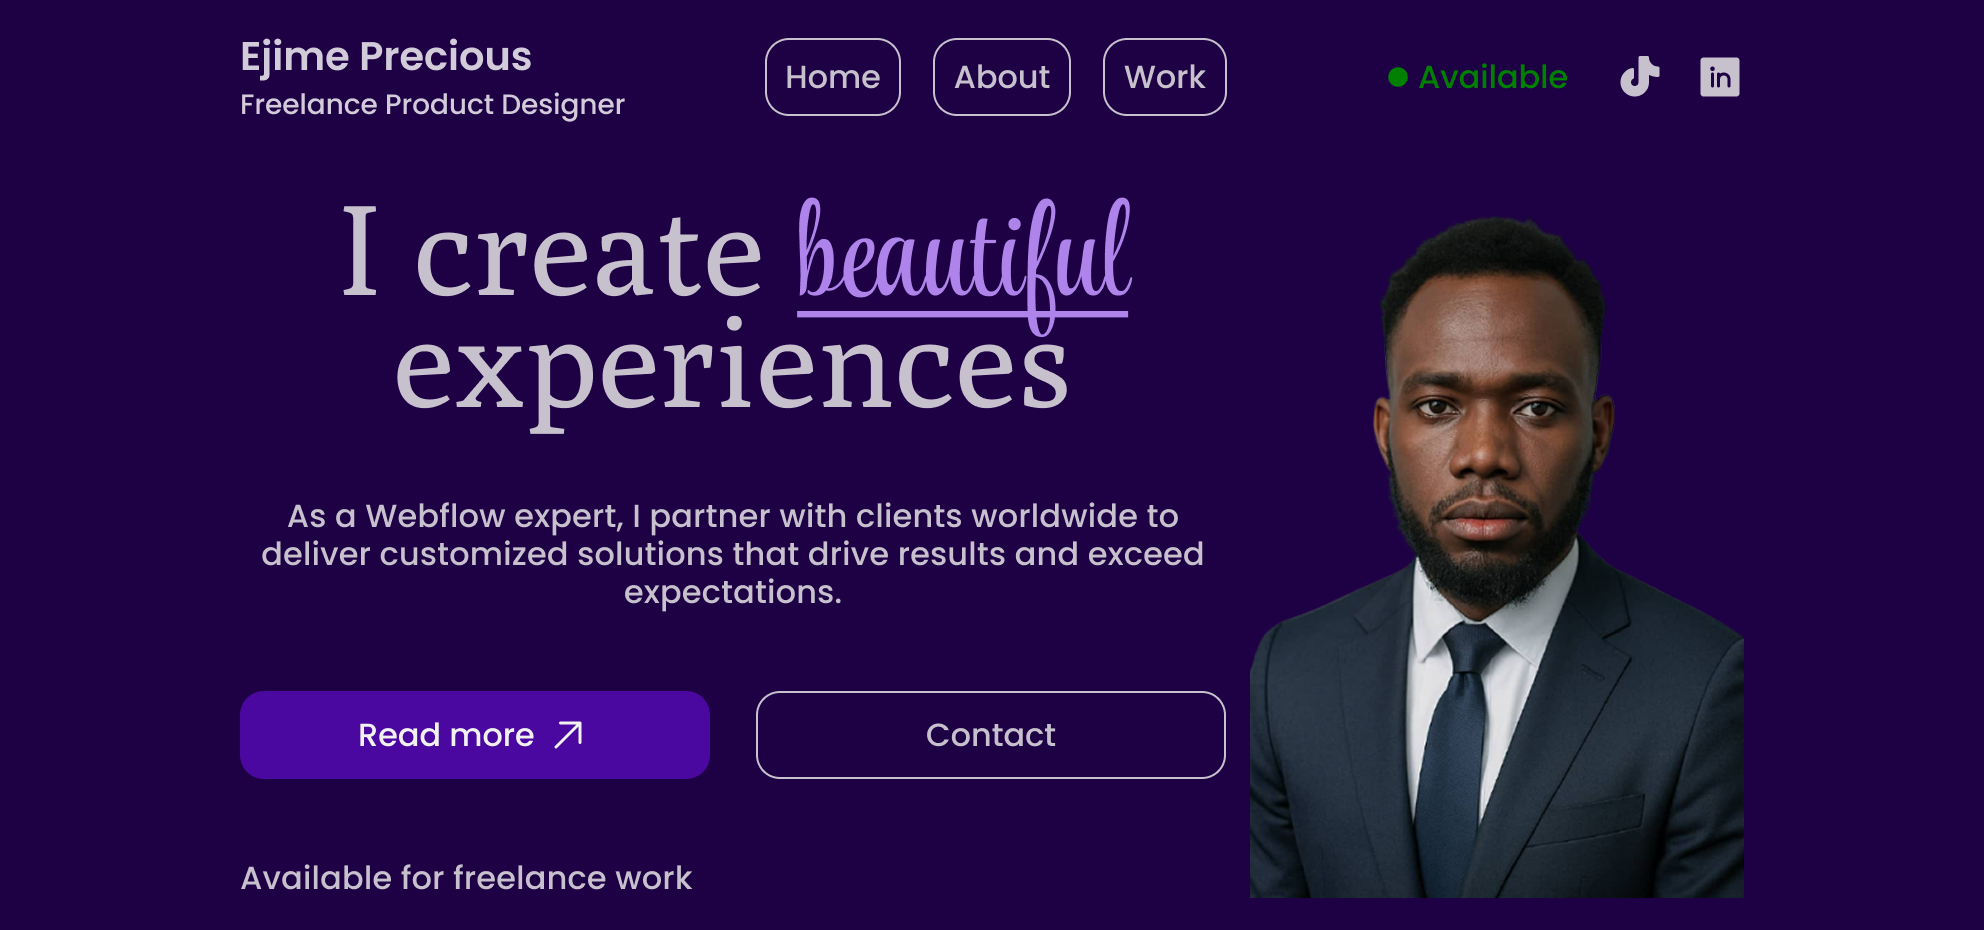 Ejime Precious
Freelance Product Designer
Home
About
Work
Available
in
I create beautiful
experiences
As a Webflow expert, I partner with clients worldwide to
deliver customized solutions that drive results and exceed
expectations.
Read more
Contact
Available for freelance work